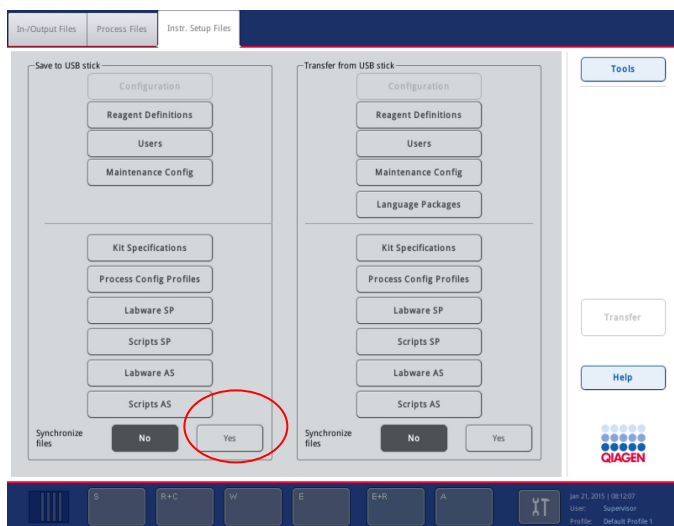 In-/Output Files
Process Files
Instr. Setup Files
Save to USB stick
Configuration
Reagent Definitions
Users
Maintenance Config
Kit Specifications
Process Config Profiles
Labware SP
Scripts SP
Labware AS
Scripts AS
Synchronize
files
No
Yes
Transfer from USB stick
Configuration
Reagent Definitions
Users
Maintenance Config
Language Packages
Kit Specifications
Process Config Profiles
Labware SP
Scripts SP
Labware AS
Scripts AS
Synchronize
files
No
Yes
Tools
Transfer
Help
QIAGEN
S
R+C
W
E
E+R
A
Jan 21, 2015 | 08:12:07
User: Supervisor
Profile: Default Profile 1